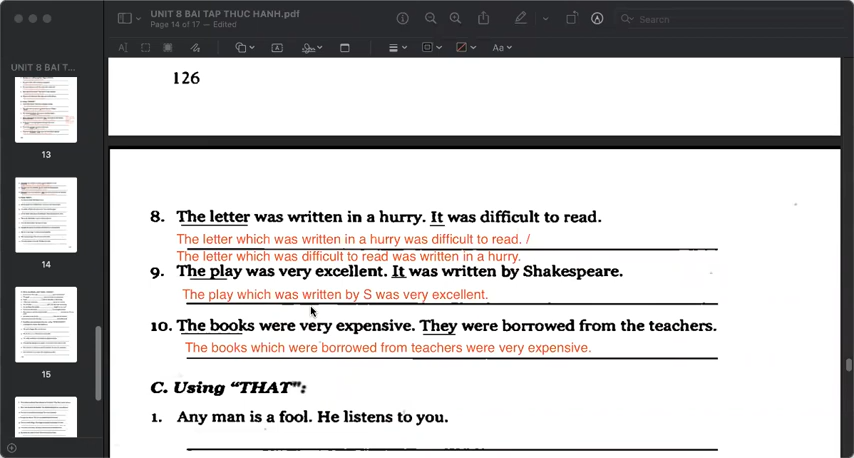 UNIT 8 BAI TAP THUC HANH.pdf
Page 14 of 17 — Edited
Search
Aa
UNIT 8 BAI T...
13
14
15
126
8. The letter was written in a hurry. It was difficult to read.
The letter which was written in a hurry was difficult to read. /
The letter which was difficult to read was written in a hurry.
9. The play was very excellent. It was written by Shakespeare.
The play which was written by S was very excellent.
10. The books were very expensive. They were borrowed from the teachers.
The books which were borrowed from teachers were very expensive.
C. Using “THAT”:
1. Any man is a fool. He listens to you.